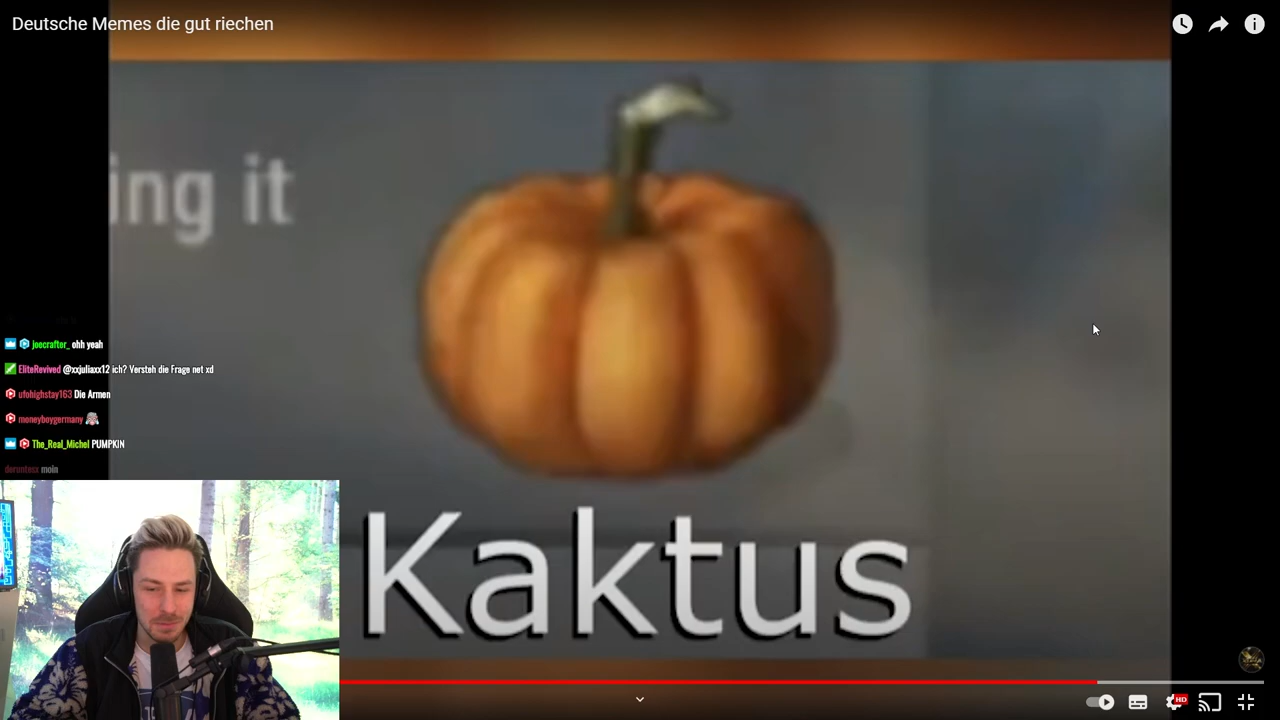 Deutsche Memes die gut riechen
ing it
joecrafter_ ohh yeah
EliteRevived @xxjuliaxx12 ich? Versteh die Frage net xd
ufohighstay163 Die Armen
moneyboygermany
The_Real_Michel PUMPKIN
moin
Kaktus
HD